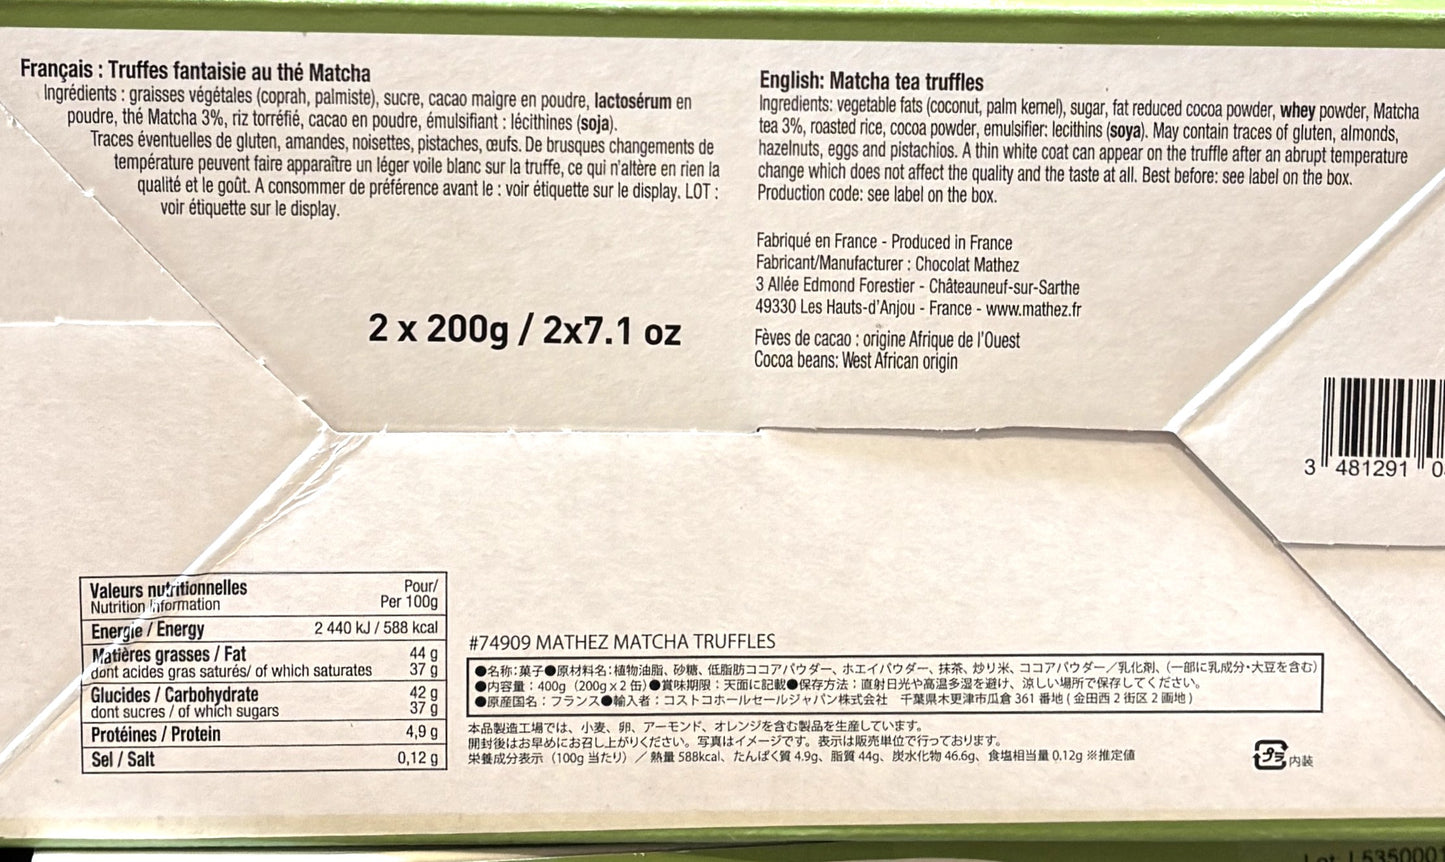 Français : Truffes fantaisie au thé Matcha
Ingrédients : graisses végétales (coprah, palmiste), sucre, cacao maigre en poudre, lactosérum en
poudre, thé Matcha 3%, riz torréfié, cacao en poudre, émulsifiant : lécithines (soja).
Traces éventuelles de gluten, amandes, noisettes, pistaches, œufs. De brusques changements de
température peuvent faire apparaître un léger voile blanc sur la truffe, ce qui n'altère en rien la
qualité et le goût. A consommer de préférence avant le : voir étiquette sur le display. LOT :
voir étiquette sur le display.
2 x 200g / 2x7.1 oz
English: Matcha tea truffles
Ingredients: vegetable fats (coconut, palm kernel), sugar, fat reduced cocoa powder, whey powder, Matcha
tea 3%, roasted rice, cocoa powder, emulsifier: lecithins (soya). May contain traces of gluten, almonds,
hazelnuts, eggs and pistachios. A thin white coat can appear on the truffle after an abrupt temperature
change which does not affect the quality and the taste at all. Best before: see label on the box.
Production code: see label on the box.
Fabriqué en France - Produced in France
Fabricant/Manufacturer : Chocolat Mathez
3 Allée Edmond Forestier - Châteauneuf-sur-Sarthe
49330 Les Hauts-d'Anjou - France - www.mathez.fr
Fèves de cacao : origine Afrique de l'Ouest
Cocoa beans: West African origin
3 481291 0
Valeurs nutritionnelles Pour/
Nutrition Information Per 100g
Energie / Energy 2 440 kJ / 588 kcal
Matières grasses / Fat 44 g
dont acides gras saturés/ of which saturates 37 g
Glucides / Carbohydrate 42 g
dont sucres / of which sugars 37 g
Protéines / Protein 4,9 g
Sel / Salt 0,12 g
#74909 MATHEZ MATCHA TRUFFLES
●名称：菓子●原材料名：植物油脂、砂糖、低脂肪ココアパウダー、ホエイパウダー、抹茶、炒り米、ココアパウダー／乳化剤、（一部に乳成分・大豆を含む）
●内容量：400g（200g x 2 缶）●賞味期限：天面に記載●保存方法：直射日光や高温多湿を避け、涼しい場所で保存してください。
●原産国名：フランス●輸入者：コストコホールセールジャパン株式会社　千葉県木更津市瓜倉 361 番地 ( 金田西 2 街区 2 画地 )
本品製造工場では、小麦、卵、アーモンド、オレンジを含む製品を生産しています。
開封後はお早めにお召し上がりください。写真はイメージです。表示は販売単位で行っております。
栄養成分表示（100g 当たり）／ 熱量 588kcal、たんぱく質 4.9g、脂質 44g、炭水化物 46.6g、食塩相当量 0.12g ※推定値
プラ 内装